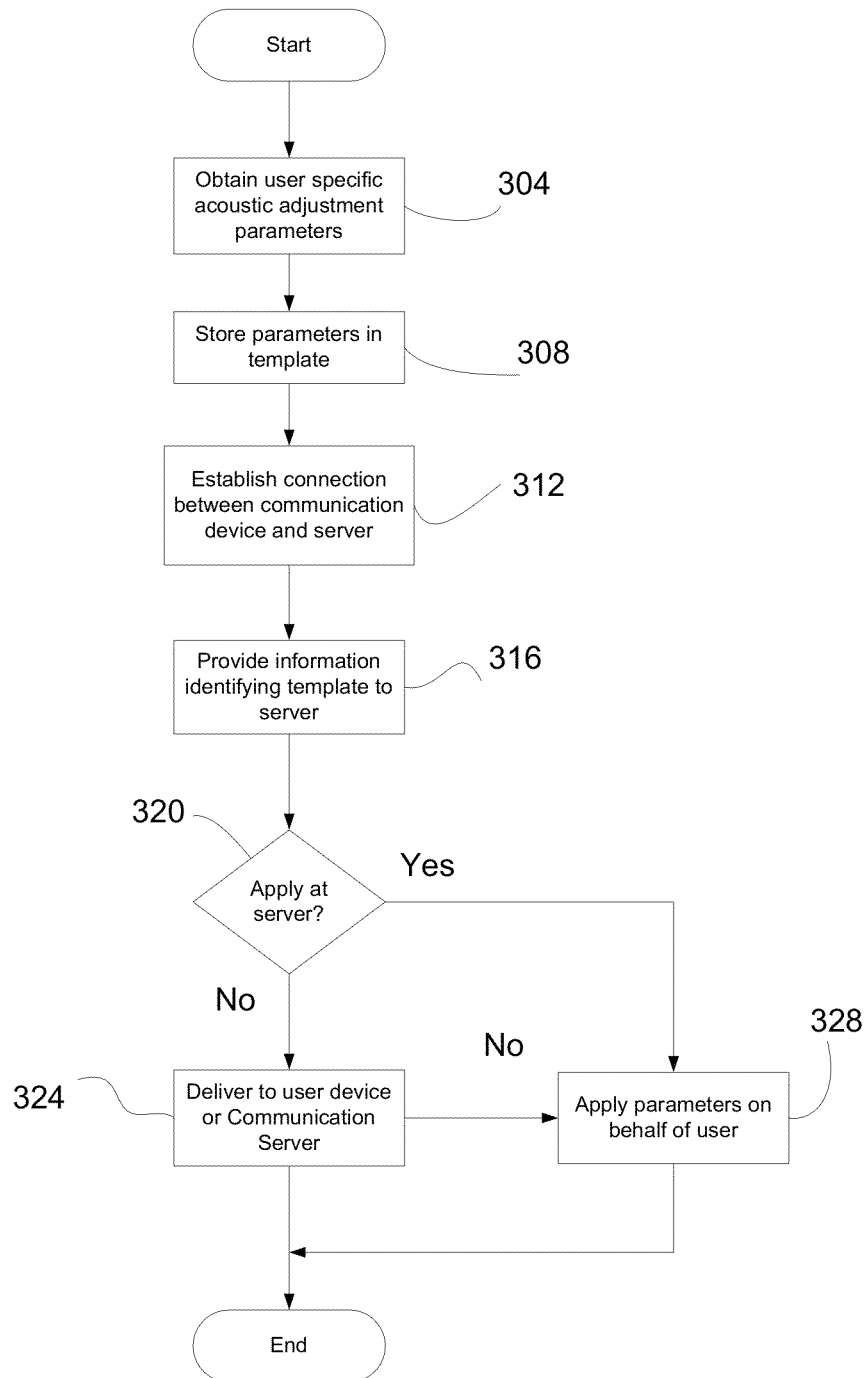 Start
Obtain user specific
acoustic adjustment
parameters
304
Store parameters in
template
308
Establish connection
between communication
device and server
312
Provide information
identifying template to
server
316
320
Apply at
server?
Yes
No
No
328
324
Deliver to user device
or Communication
Server
Apply parameters on
behalf of user
End